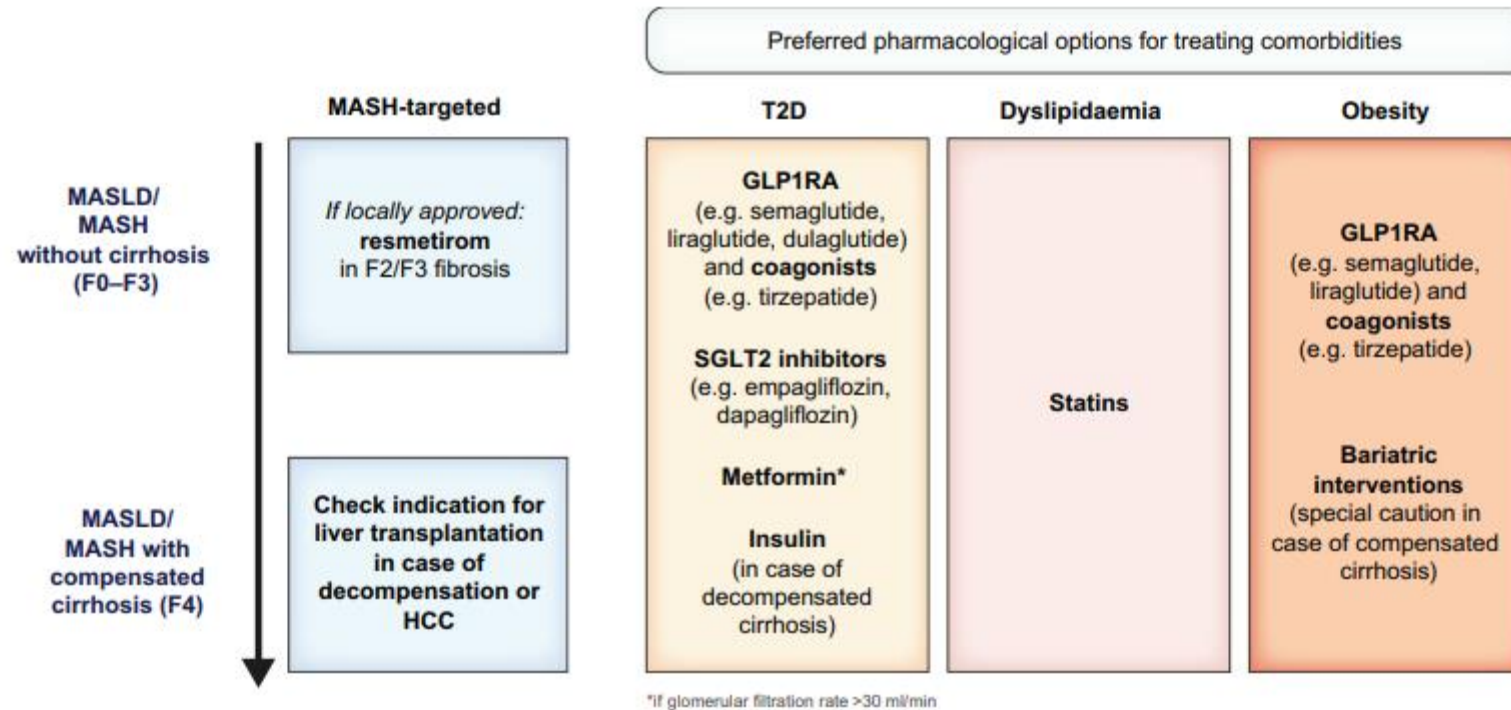 Preferred pharmacological options for treating comorbidities
MASH-targeted
T2D
Dyslipidaemia
Obesity
MASLD/
MASH
without cirrhosis
(F0–F3)
If locally approved:
resmetirom
in F2/F3 fibrosis
MASLD/
MASH with
compensated
cirrhosis (F4)
Check indication for
liver transplantation
in case of
decompensation or
HCC
GLP1RA
(e.g. semaglutide,
liraglutide, dulaglutide)
and coagonists
(e.g. tirzepatide)
SGLT2 inhibitors
(e.g. empagliflozin,
dapagliflozin)
Metformin*
Insulin
(in case of
decompensated
cirrhosis)
Statins
GLP1RA
(e.g. semaglutide,
liraglutide) and
coagonists
(e.g. tirzepatide)
Bariatric
interventions
(special caution in
case of compensated
cirrhosis)
*if glomerular filtration rate >30 ml/min